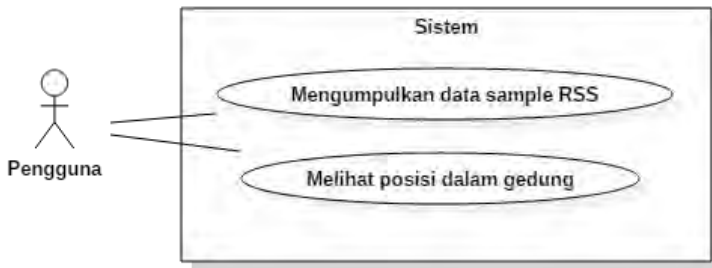 Sistem
Mengumpulkan data sample RSS
Pengguna
Melihat posisi dalam gedung